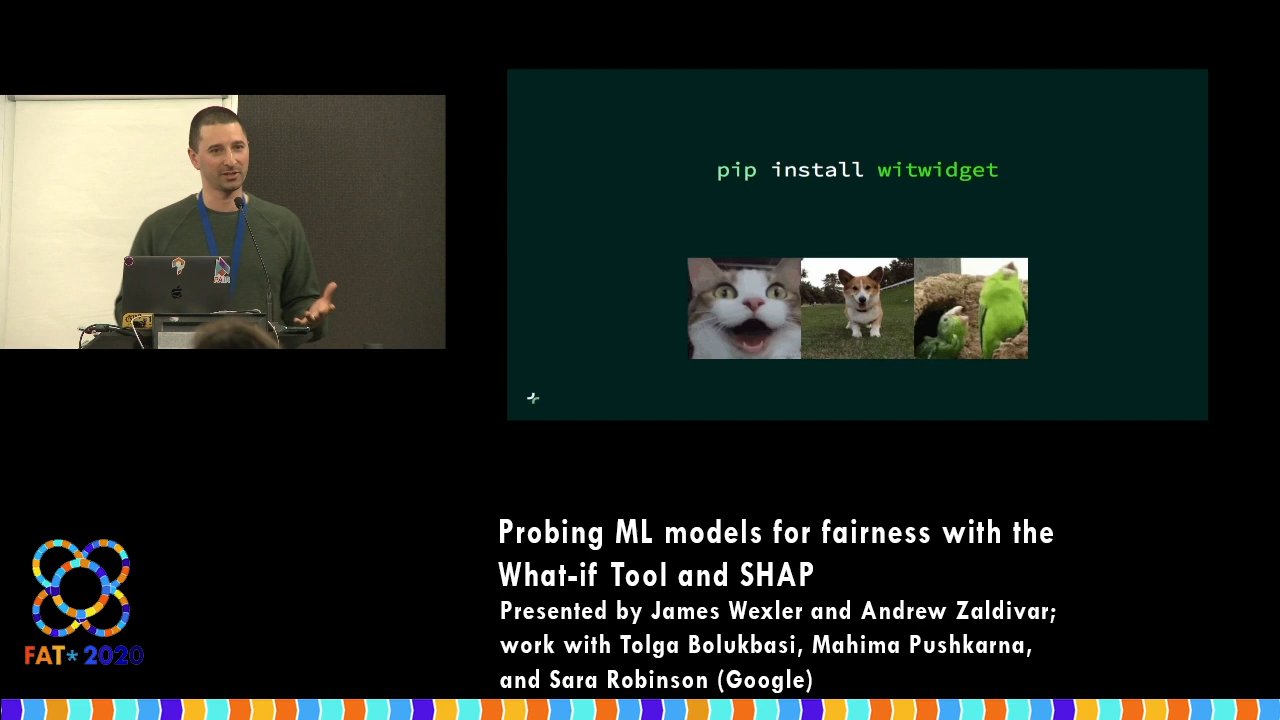 pip install witwidget
Probing ML models for fairness with the
What-if Tool and SHAP
Presented by James Wexler and Andrew Zaldivar;
work with Tolga Bolukbasi, Mahima Pushkarna,
and Sara Robinson (Google)
FAT* 2020